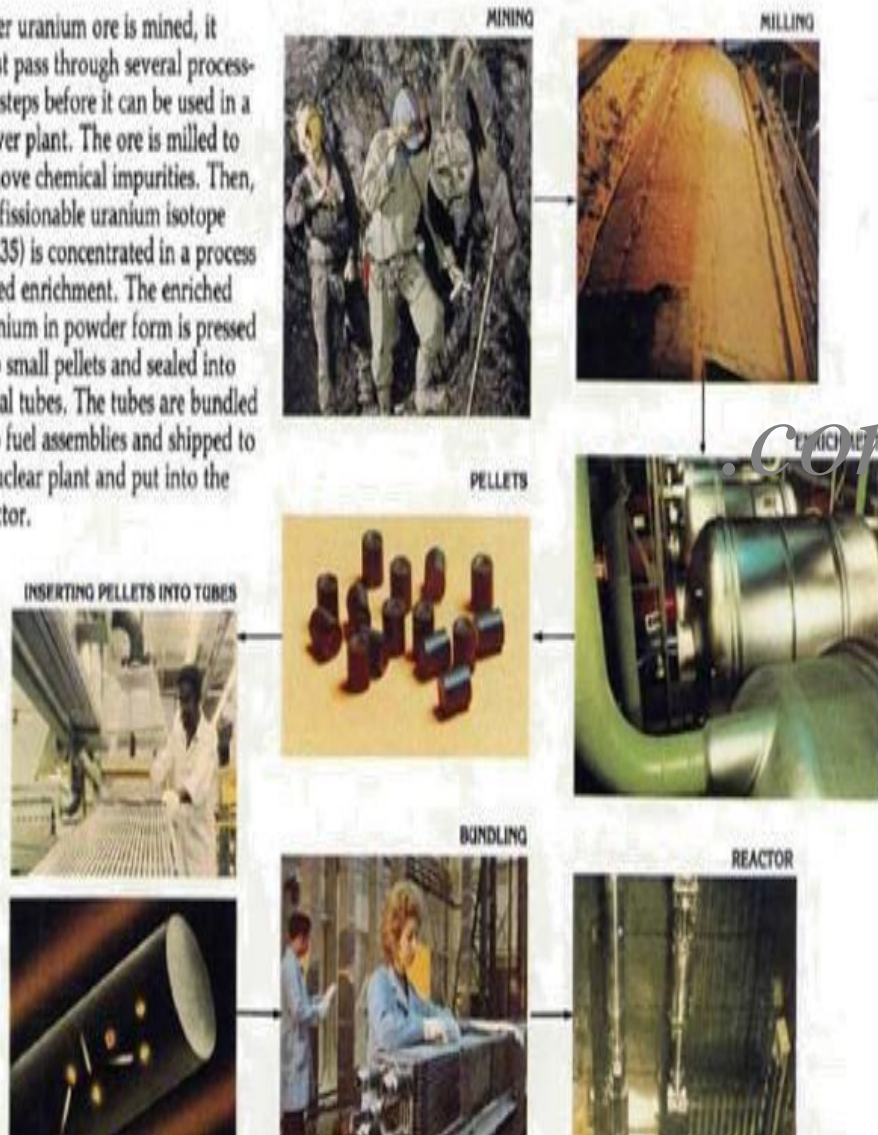 er uranium ore is mined, it
st pass through several process-
steps before it can be used in a
ver plant. The ore is milled to
ove chemical impurities. Then,
fissionable uranium isotope
35) is concentrated in a process
ed enrichment. The enriched
nium in powder form is pressed
o small pellets and sealed into
al tubes. The tubes are bundled
o fuel assemblies and shipped to
uclear plant and put into the
ctor.
MINING
MILLING
.con
PELLETS
INSERTING PELLETS INTO TUBES
BUNDLING
REACTOR